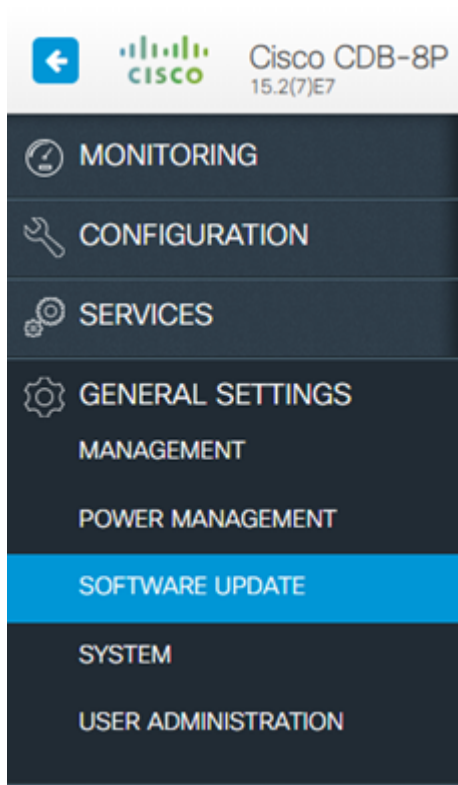 CISCO
Cisco CDB-8P
15.2(7)E7
MONITORING
CONFIGURATION
SERVICES
GENERAL SETTINGS
MANAGEMENT
POWER MANAGEMENT
SOFTWARE UPDATE
SYSTEM
USER ADMINISTRATION